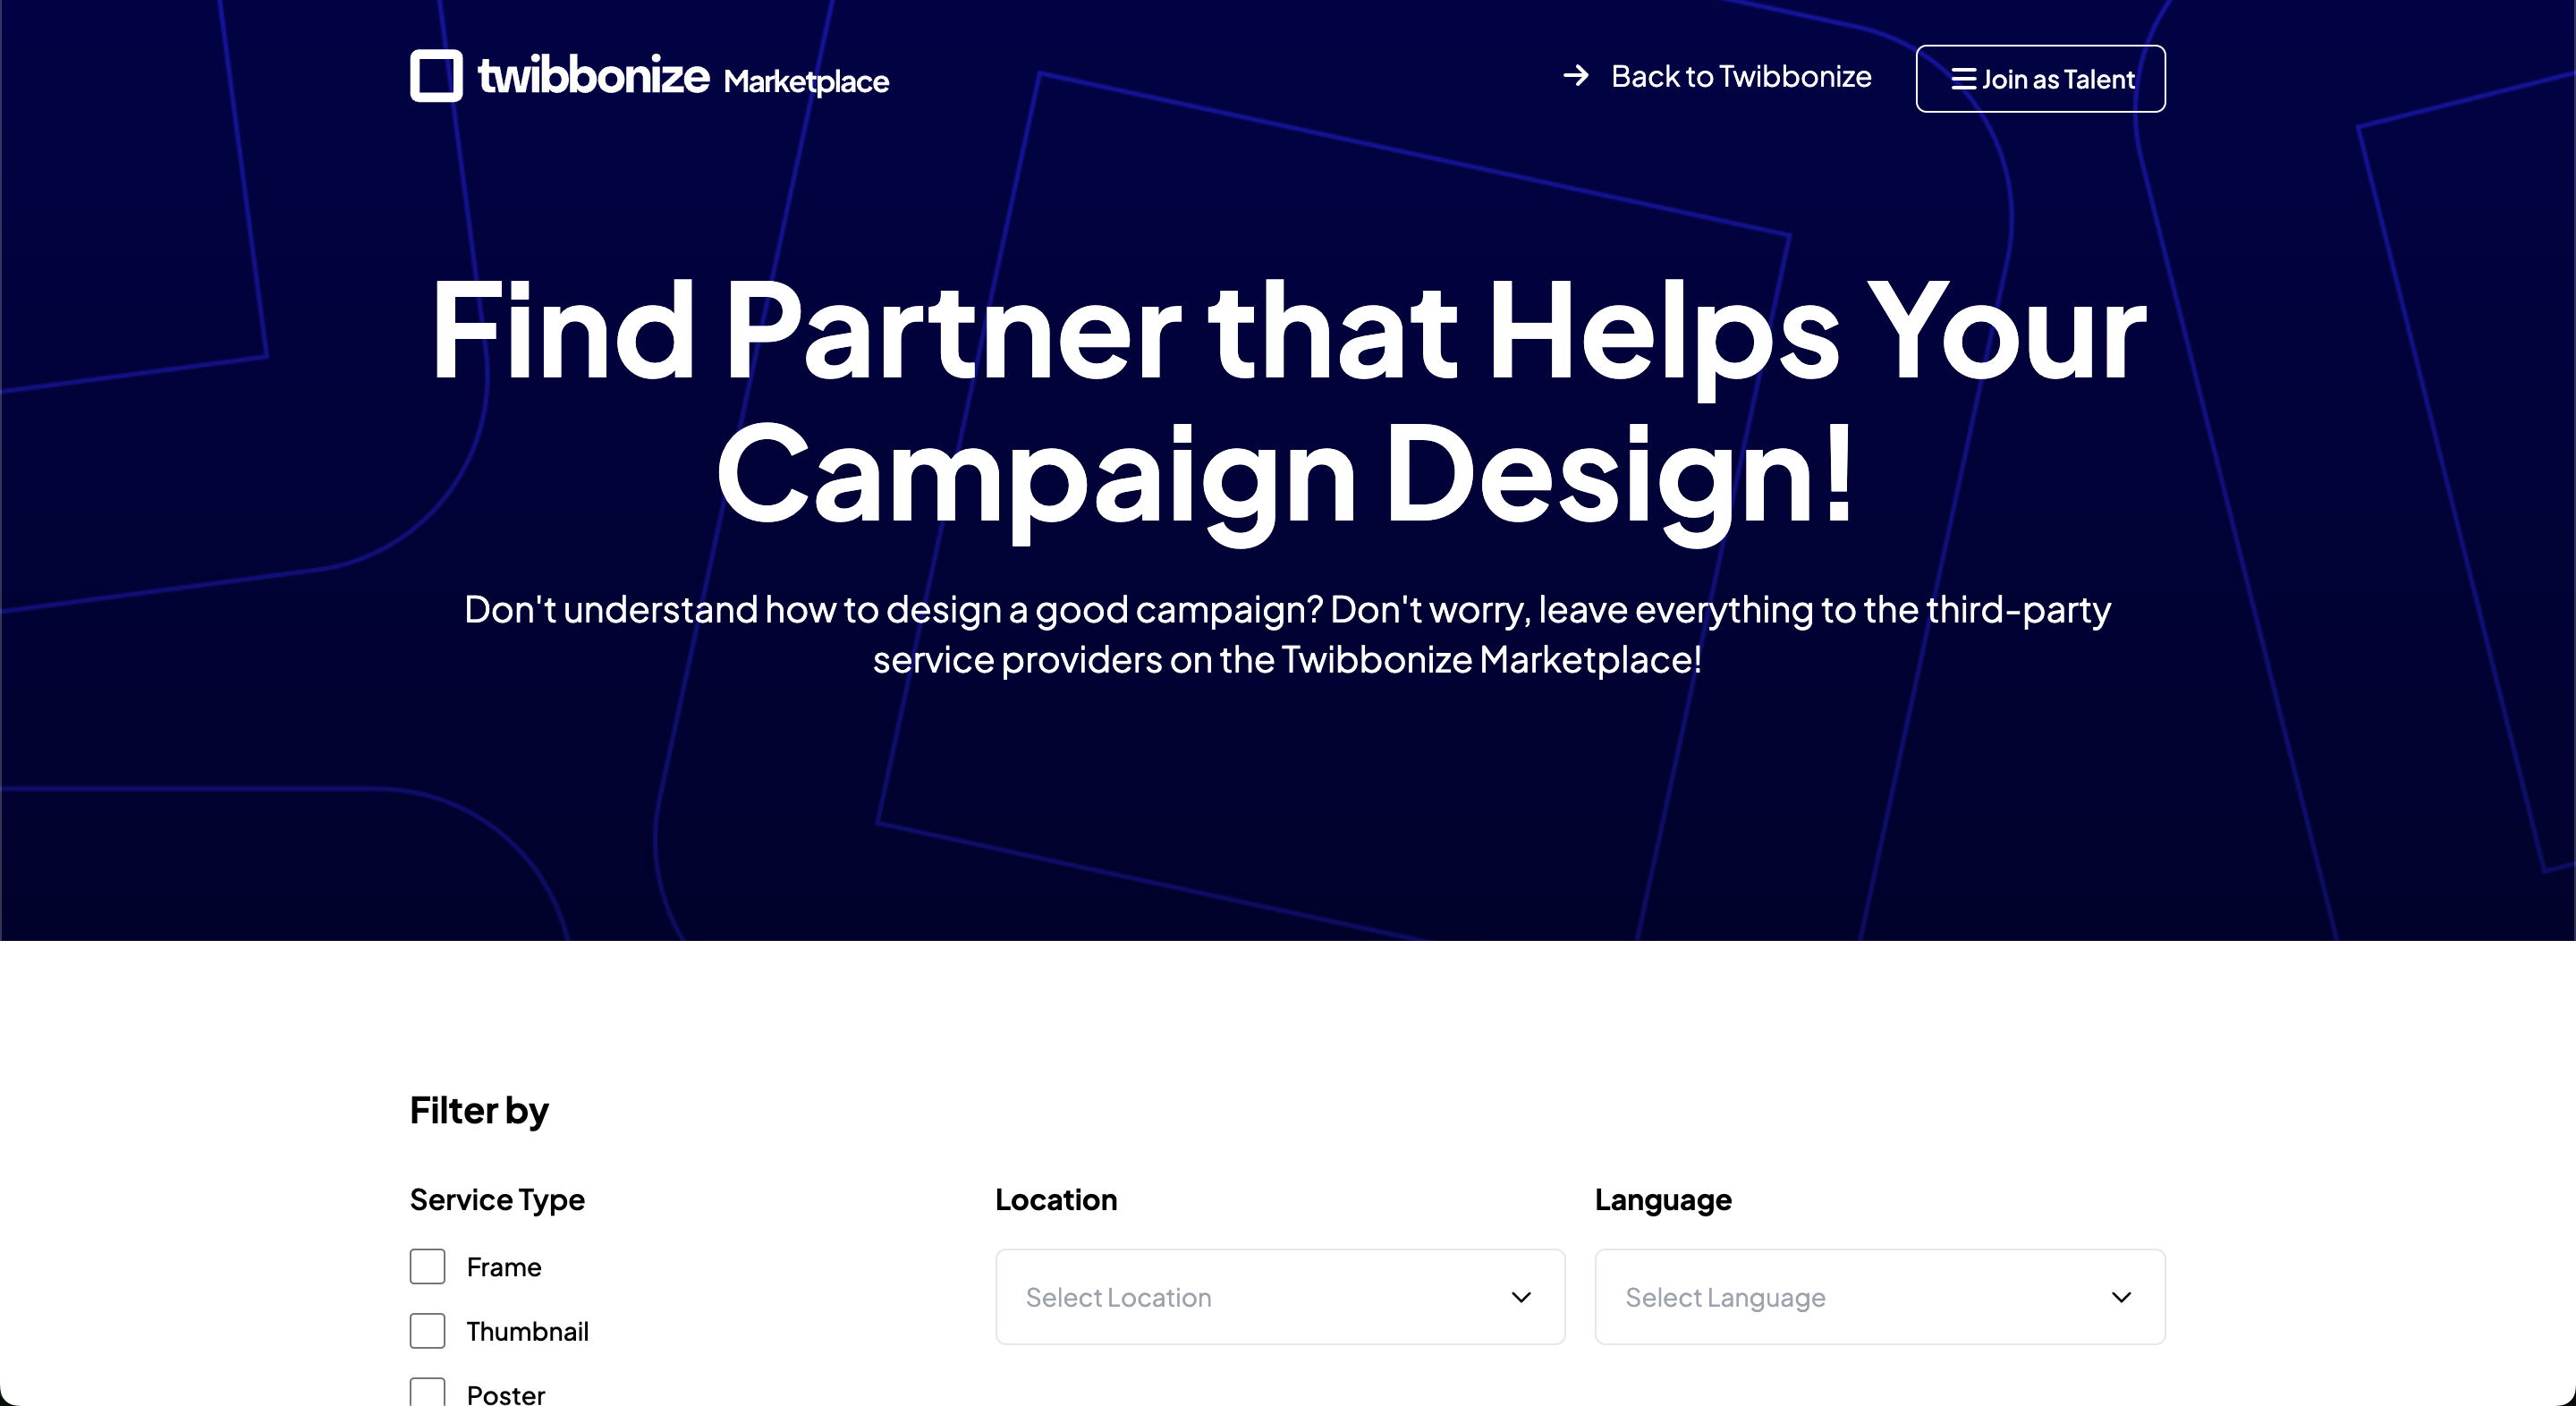 twibbonize Marketplace
Back to Twibbonize
Join as Talent
Find Partner that Helps Your
Campaign Design!
Don't understand how to design a good campaign? Don't worry, leave everything to the third-party
service providers on the Twibbonize Marketplace!
Filter by
Service Type
Frame
Thumbnail
Poster
Location
Select Location
Language
Select Language